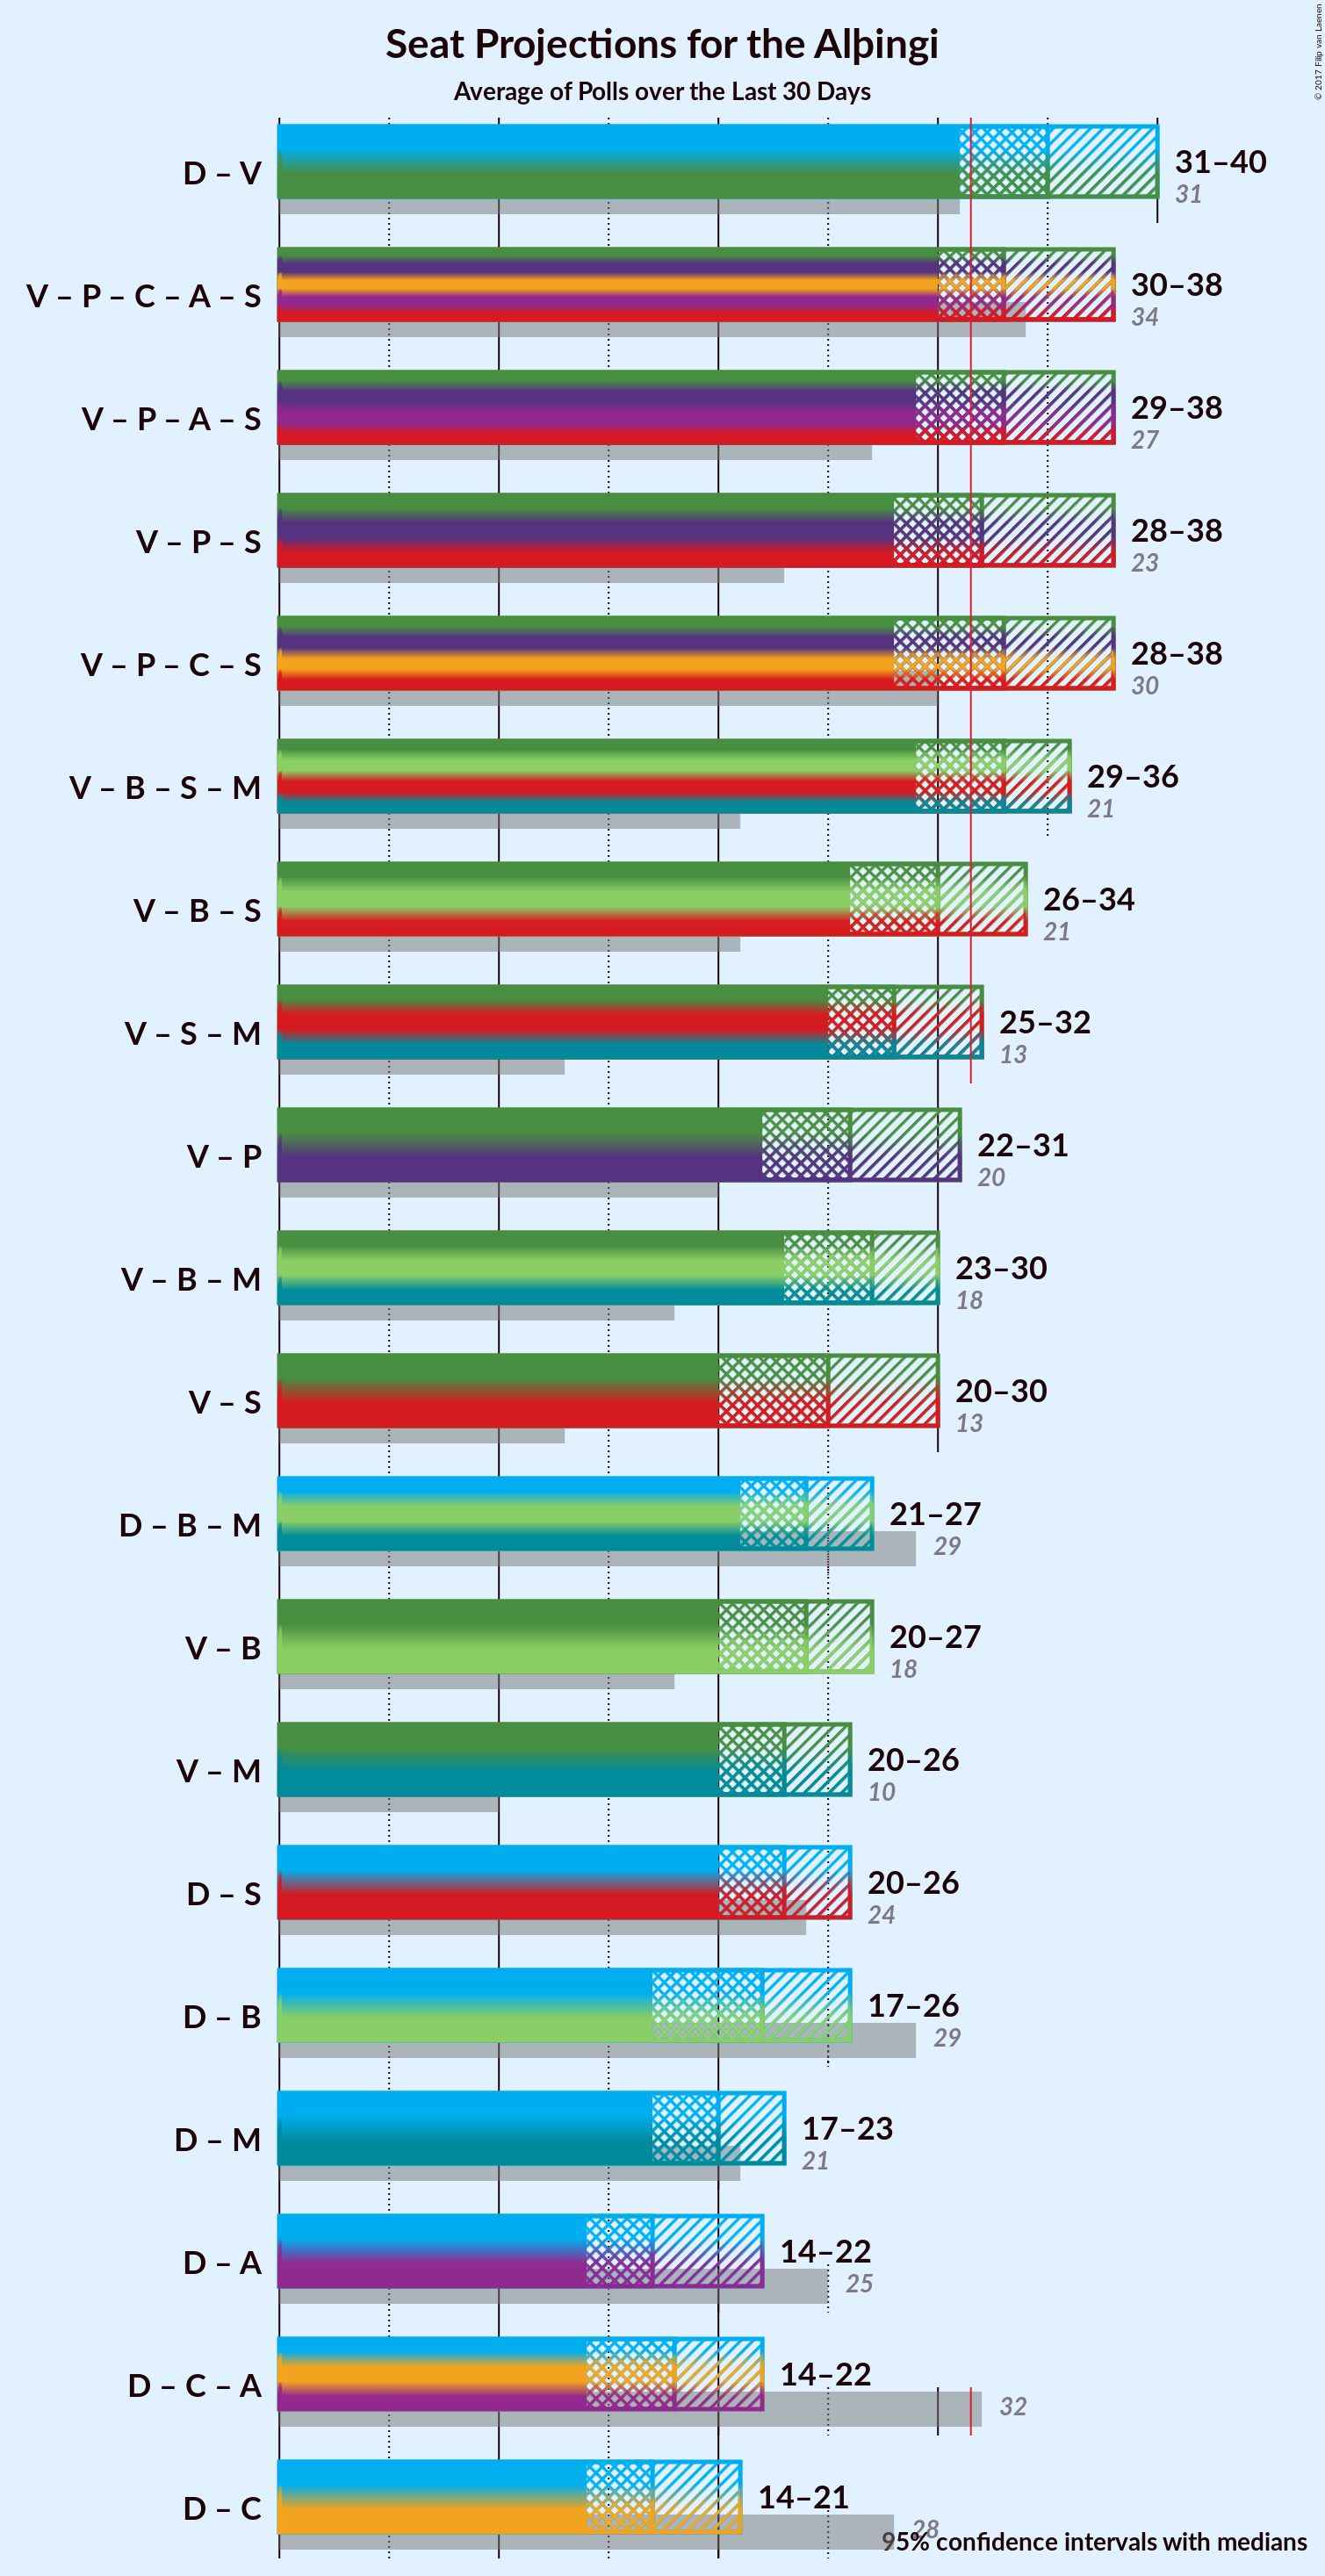 Seat Projections for the Alþingi
Average of Polls over the Last 30 Days
© 2017 Filip van Laenen
D – V
31–40
31
V – P – C – A – S
30–38
34
V – P – A – S
29–38
27
V – P – S
28–38
23
V – P – C – S
28–38
30
V – B – S – M
29–36
21
V – B – S
26–34
21
V – S – M
25–32
13
V – P
22–31
20
V – B – M
23–30
18
V – S
20–30
13
D – B – M
21–27
29
V – B
20–27
18
V – M
20–26
10
D – S
20–26
24
D – B
17–26
29
D – M
17–23
21
D – A
14–22
25
D – C – A
14–22
32
D – C
14–21
28
95% confidence intervals with medians